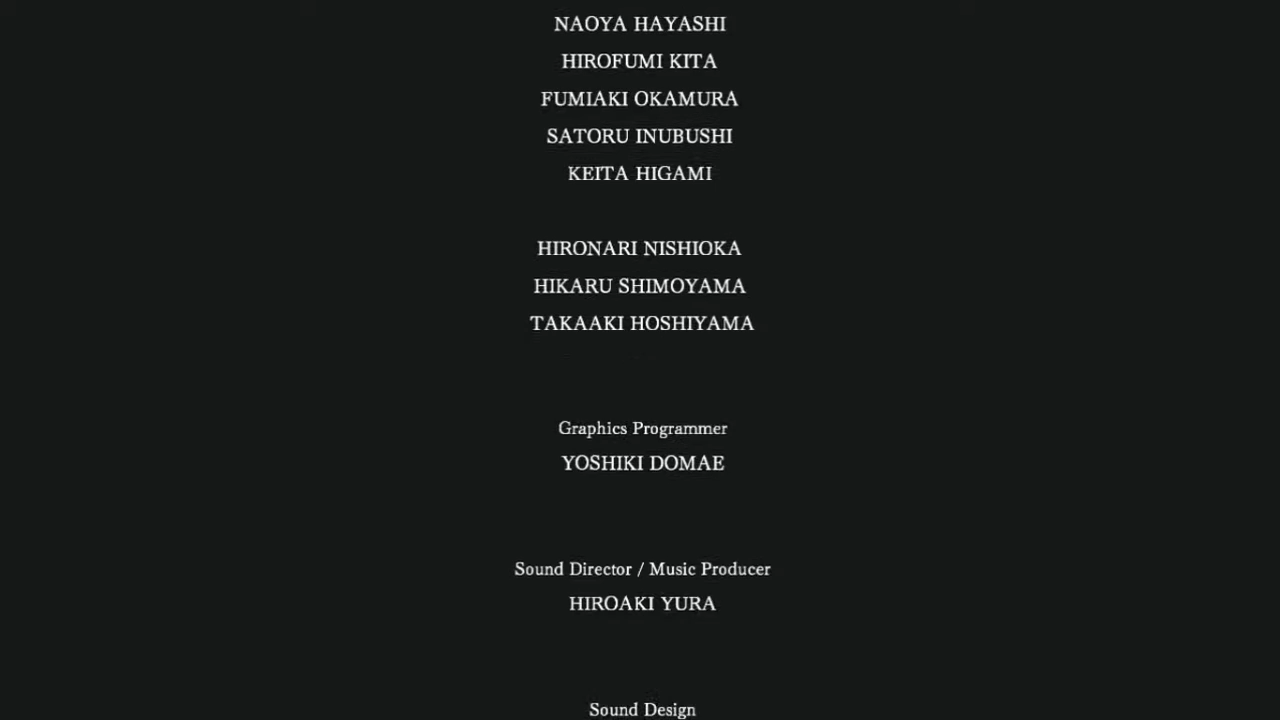 NAOYA HAYASHI
HIROFUMI KITA
FUMIAKI OKAMURA
SATORU INUBUSHI
KEITA HIGAMI
HIRONARI NISHIOKA
HIKARU SHIMOYAMA
TAKAAKI HOSHIYAMA
Graphics Programmer
YOSHIKI DOMAE
Sound Director / Music Producer
HIROAKI YURA
Sound Design